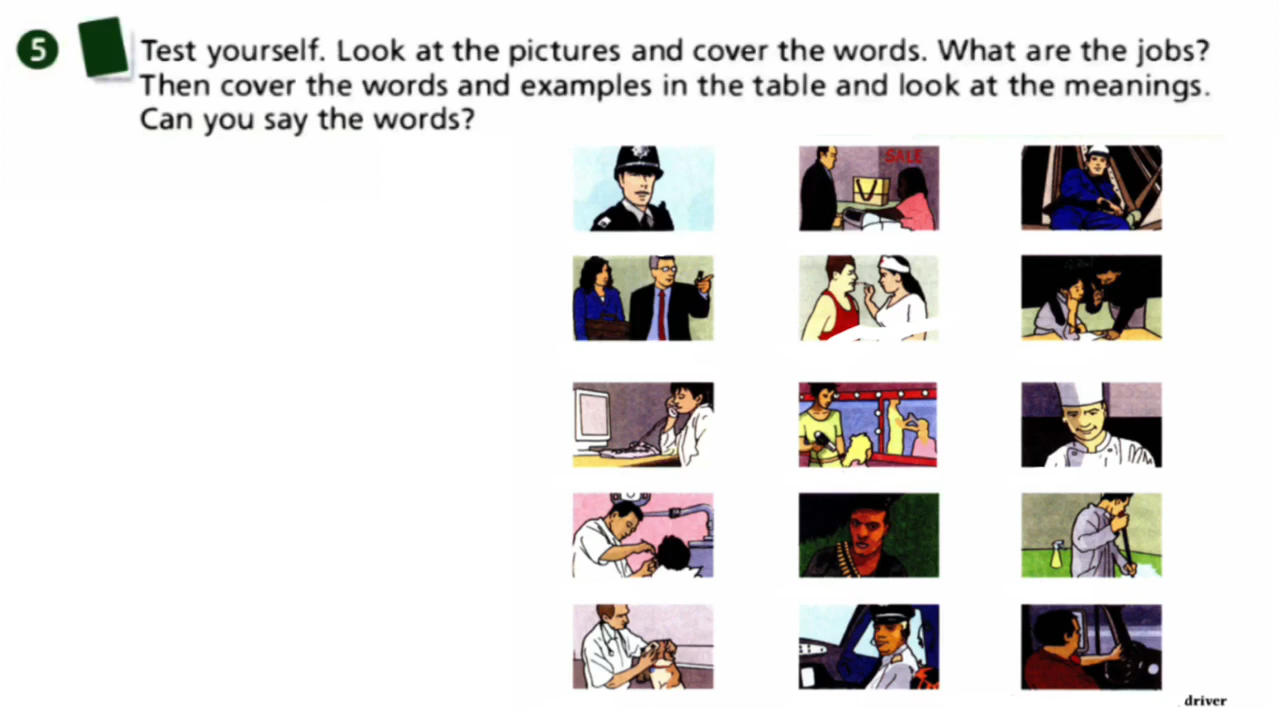 5 Test yourself. Look at the pictures and cover the words. What are the jobs?
Then cover the words and examples in the table and look at the meanings.
Can you say the words?
SALE
driver